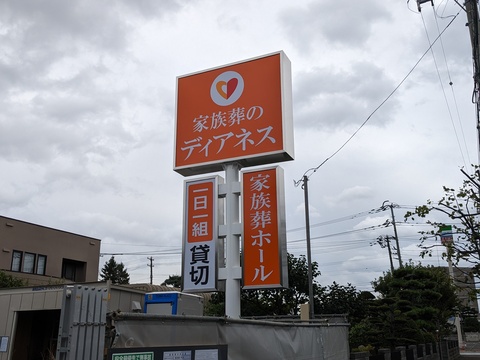 家族葬の
ディアネス
一日一組
貸切
家族葬ホール